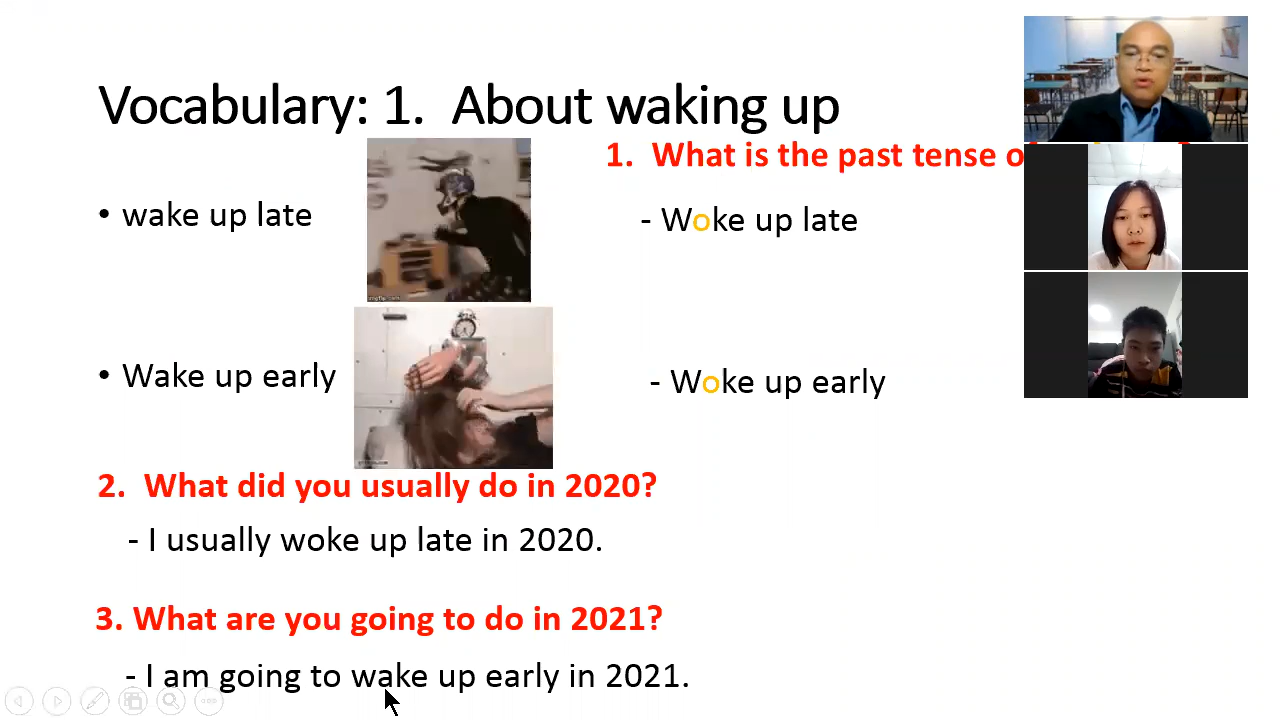 Vocabulary: 1. About waking up
1. What is the past tense
• wake up late
- Woke up late
• Wake up early
- Woke up early
2. What did you usually do in 2020?
- I usually woke up late in 2020.
3. What are you going to do in 2021?
- I am going to wake up early in 2021.